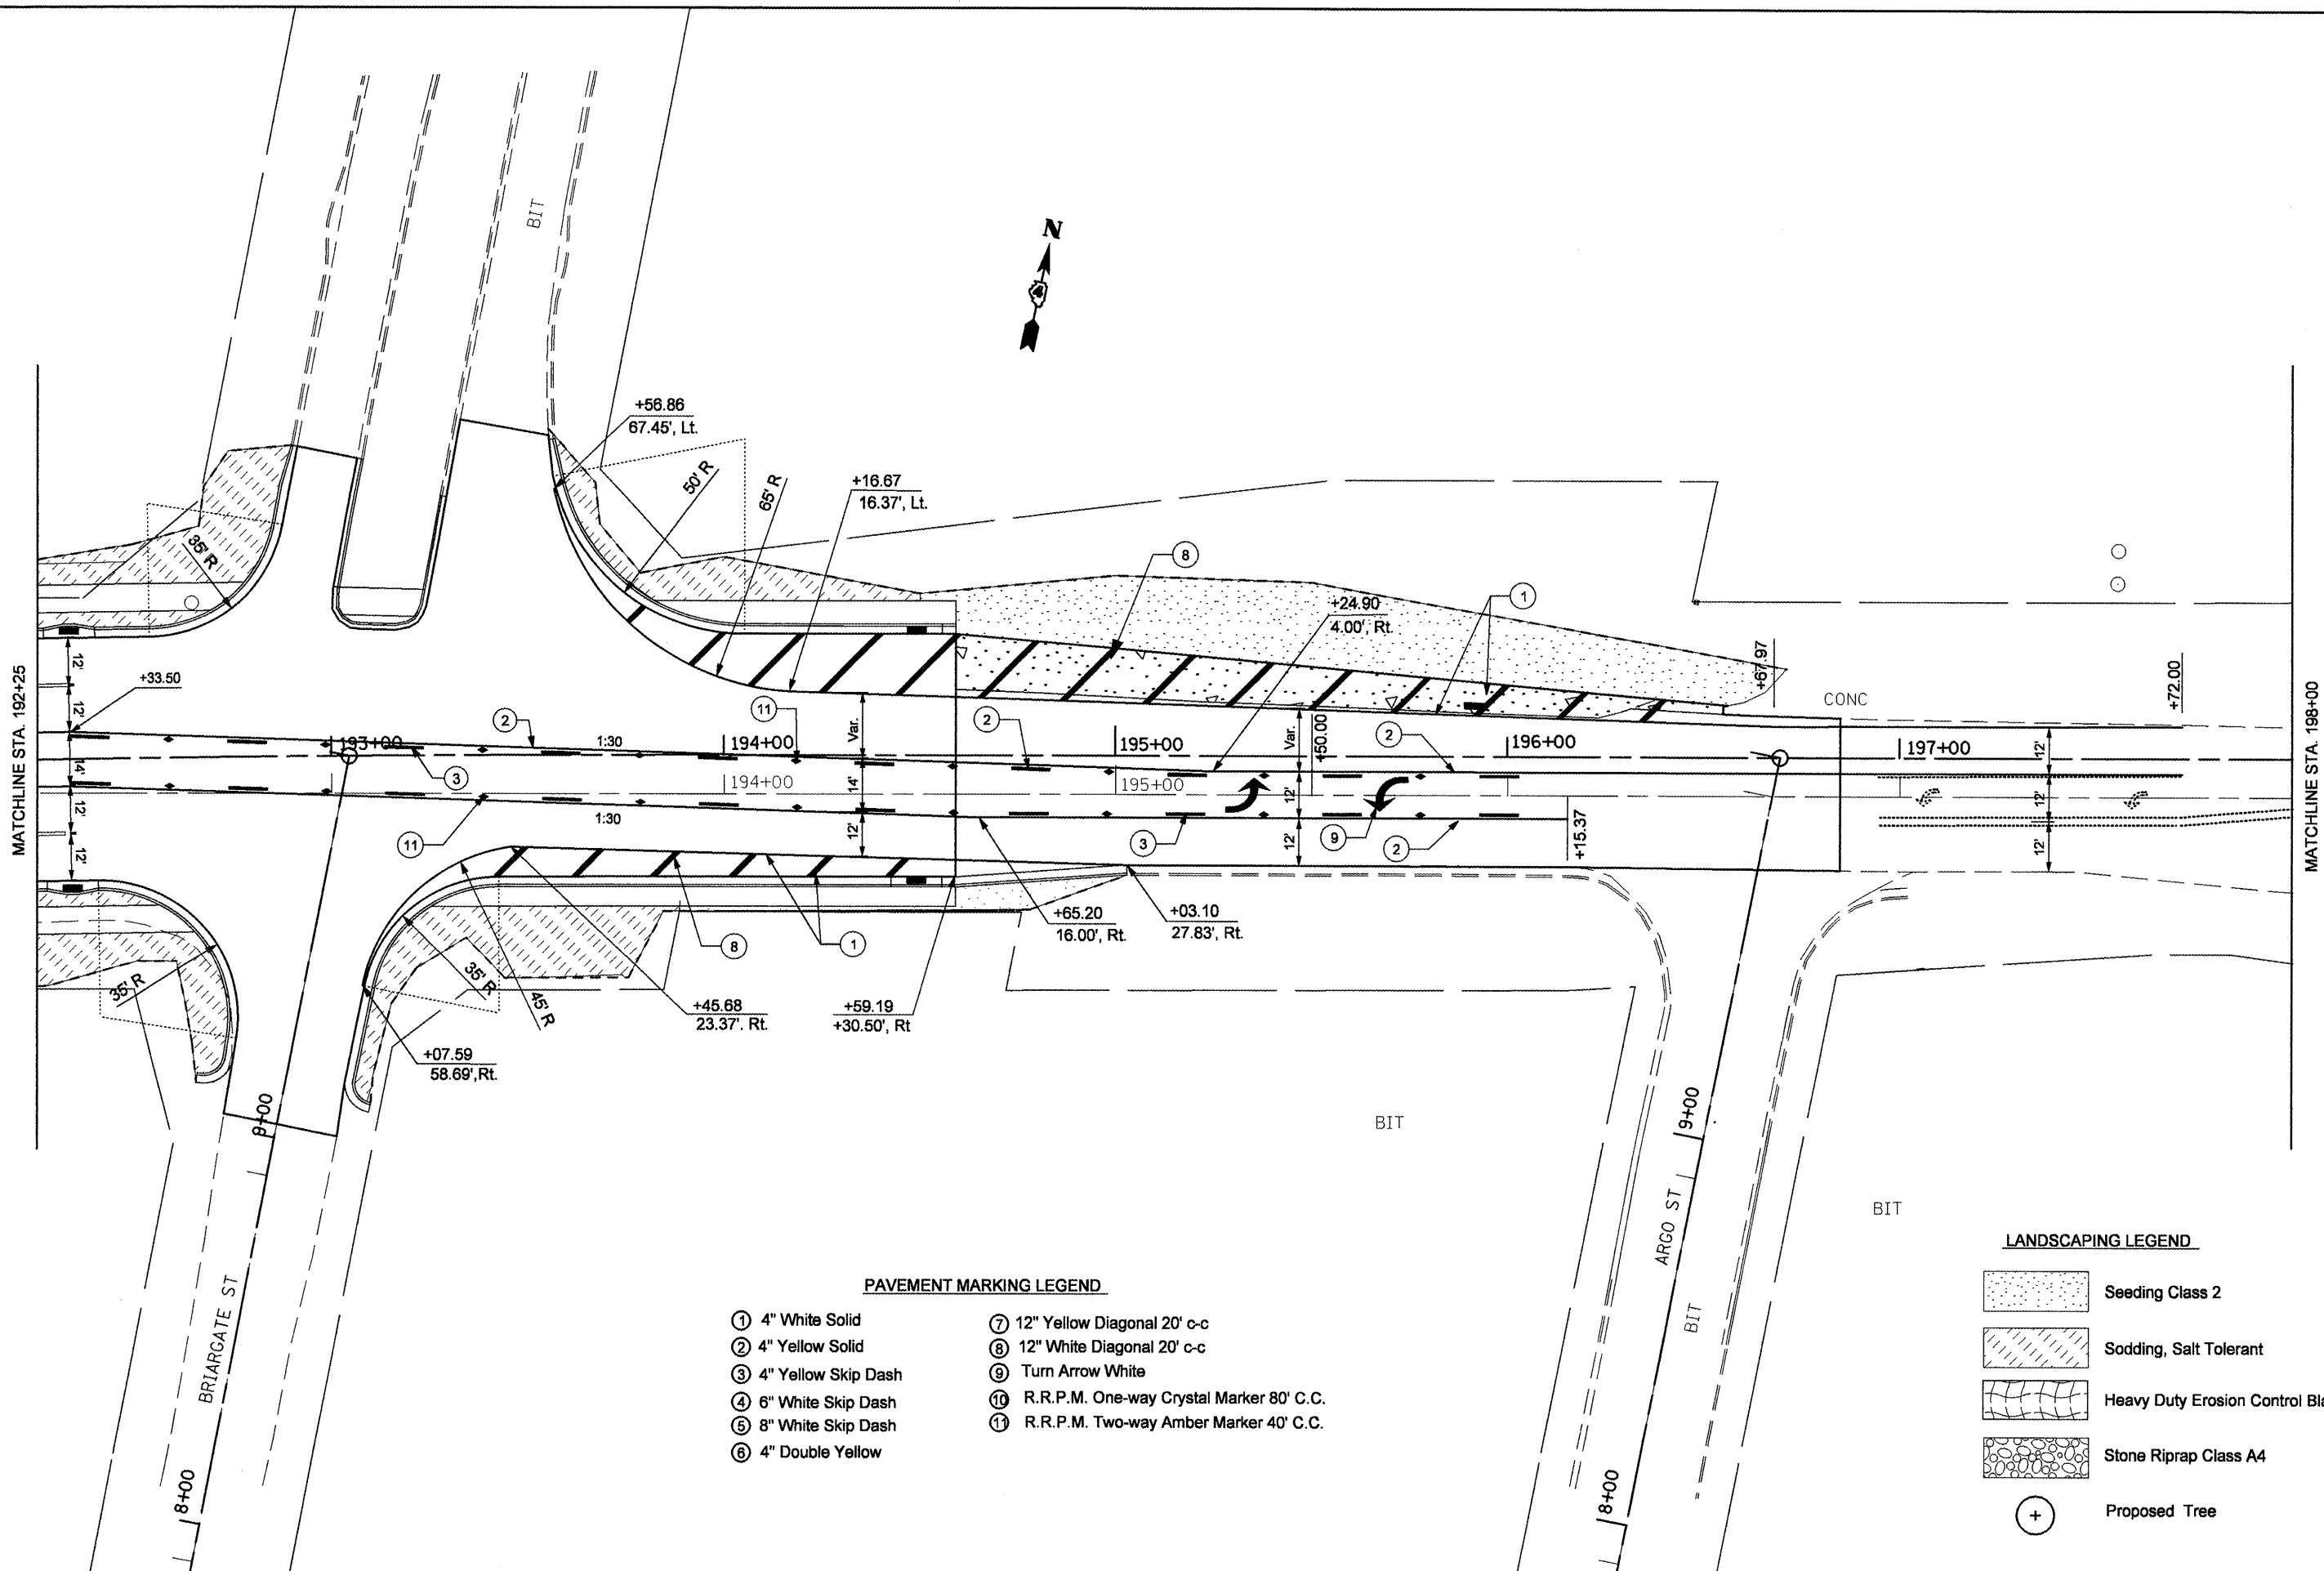 BIT
N
4
+56.86
67.45', Lt.
50' R
65' R
+16.67
16.37', Lt.
35' R
8
1
+24.90
4.00', Rt.
+67.97
+72.00
CONC
MATCHLINE STA. 192+25
MATCHLINE STA. 198+00
12'
12'
14'
12'
12'
+33.50
2
11
2
2
Var.
Var.
+50.00
193+00
1:30
194+00
195+00
196+00
197+00
3
194+00
195+00
14'
12'
12'
12'
12'
12'
12'
1:30
11
3
9
2
+15.37
8
1
+65.20
16.00', Rt.
+03.10
27.83', Rt.
35' R
35' R
45' R
+45.68
23.37'. Rt.
+59.19
+30.50', Rt
+07.59
58.69',Rt.
9+00
9+00
BIT
BIT
BRIARGATE ST
ARGO ST
BIT
8+00
8+00
PAVEMENT MARKING LEGEND
1 4" White Solid
2 4" Yellow Solid
3 4" Yellow Skip Dash
4 6" White Skip Dash
5 8" White Skip Dash
6 4" Double Yellow
7 12" Yellow Diagonal 20' c-c
8 12" White Diagonal 20' c-c
9 Turn Arrow White
10 R.R.P.M. One-way Crystal Marker 80' C.C.
11 R.R.P.M. Two-way Amber Marker 40' C.C.
LANDSCAPING LEGEND
Seeding Class 2
Sodding, Salt Tolerant
Heavy Duty Erosion Control Bla
Stone Riprap Class A4
Proposed Tree